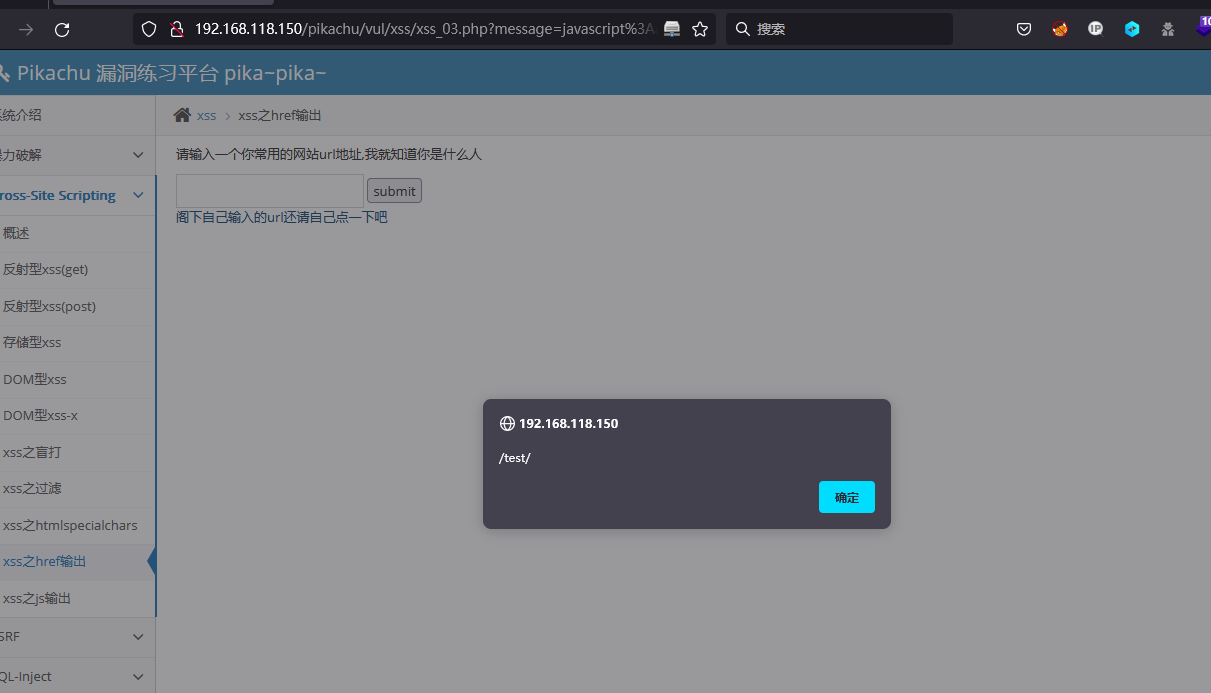 192.168.118.150/pikachu/vul/xss/xss_03.php?message=javascript%3A
搜索
10
Pikachu 漏洞练习平台 pika~pika~
系统介绍
暴力破解
ross-Site Scripting
概述
反射型xss(get)
反射型xss(post)
存储型xss
DOM型xss
DOM型xss-x
xss之盲打
xss之过滤
xss之htmlspecialchars
xss之href输出
xss之js输出
SRF
QL-Inject
xss › xss之href输出
请输入一个你常用的网站url地址,我就知道你是什么人
submit
阁下自己输入的url还请自己点一下吧
192.168.118.150
/test/
确定